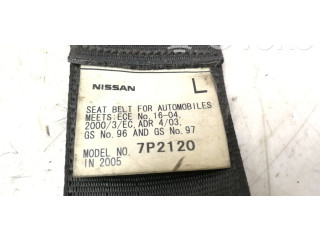 NISSAN L
SEAT BELT FOR AUTOMOBILES
MEETS:ECE No.16-04,
2000/3/EC, ADR 4/03,
GS No.96 AND GS No.97
MODEL NO. 7P2120
IN 2005